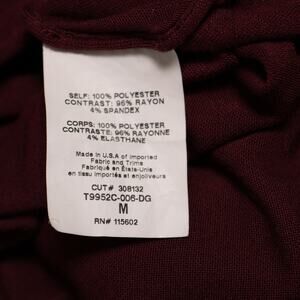 SELF: 100% POLYESTER
CONTRAST: 96% RAYON
4% SPANDEX
CORPS: 100% POLYESTER
CONTRASTE: 96% RAYONNE
4% ELASTHANE
Made in U.S.A of Imported
Fabric and Trims
Fabriqué en États-Unis
en tissu importés et enjoliveurs
CUT# 308132
T9952C-006-DG
M
RN# 115602